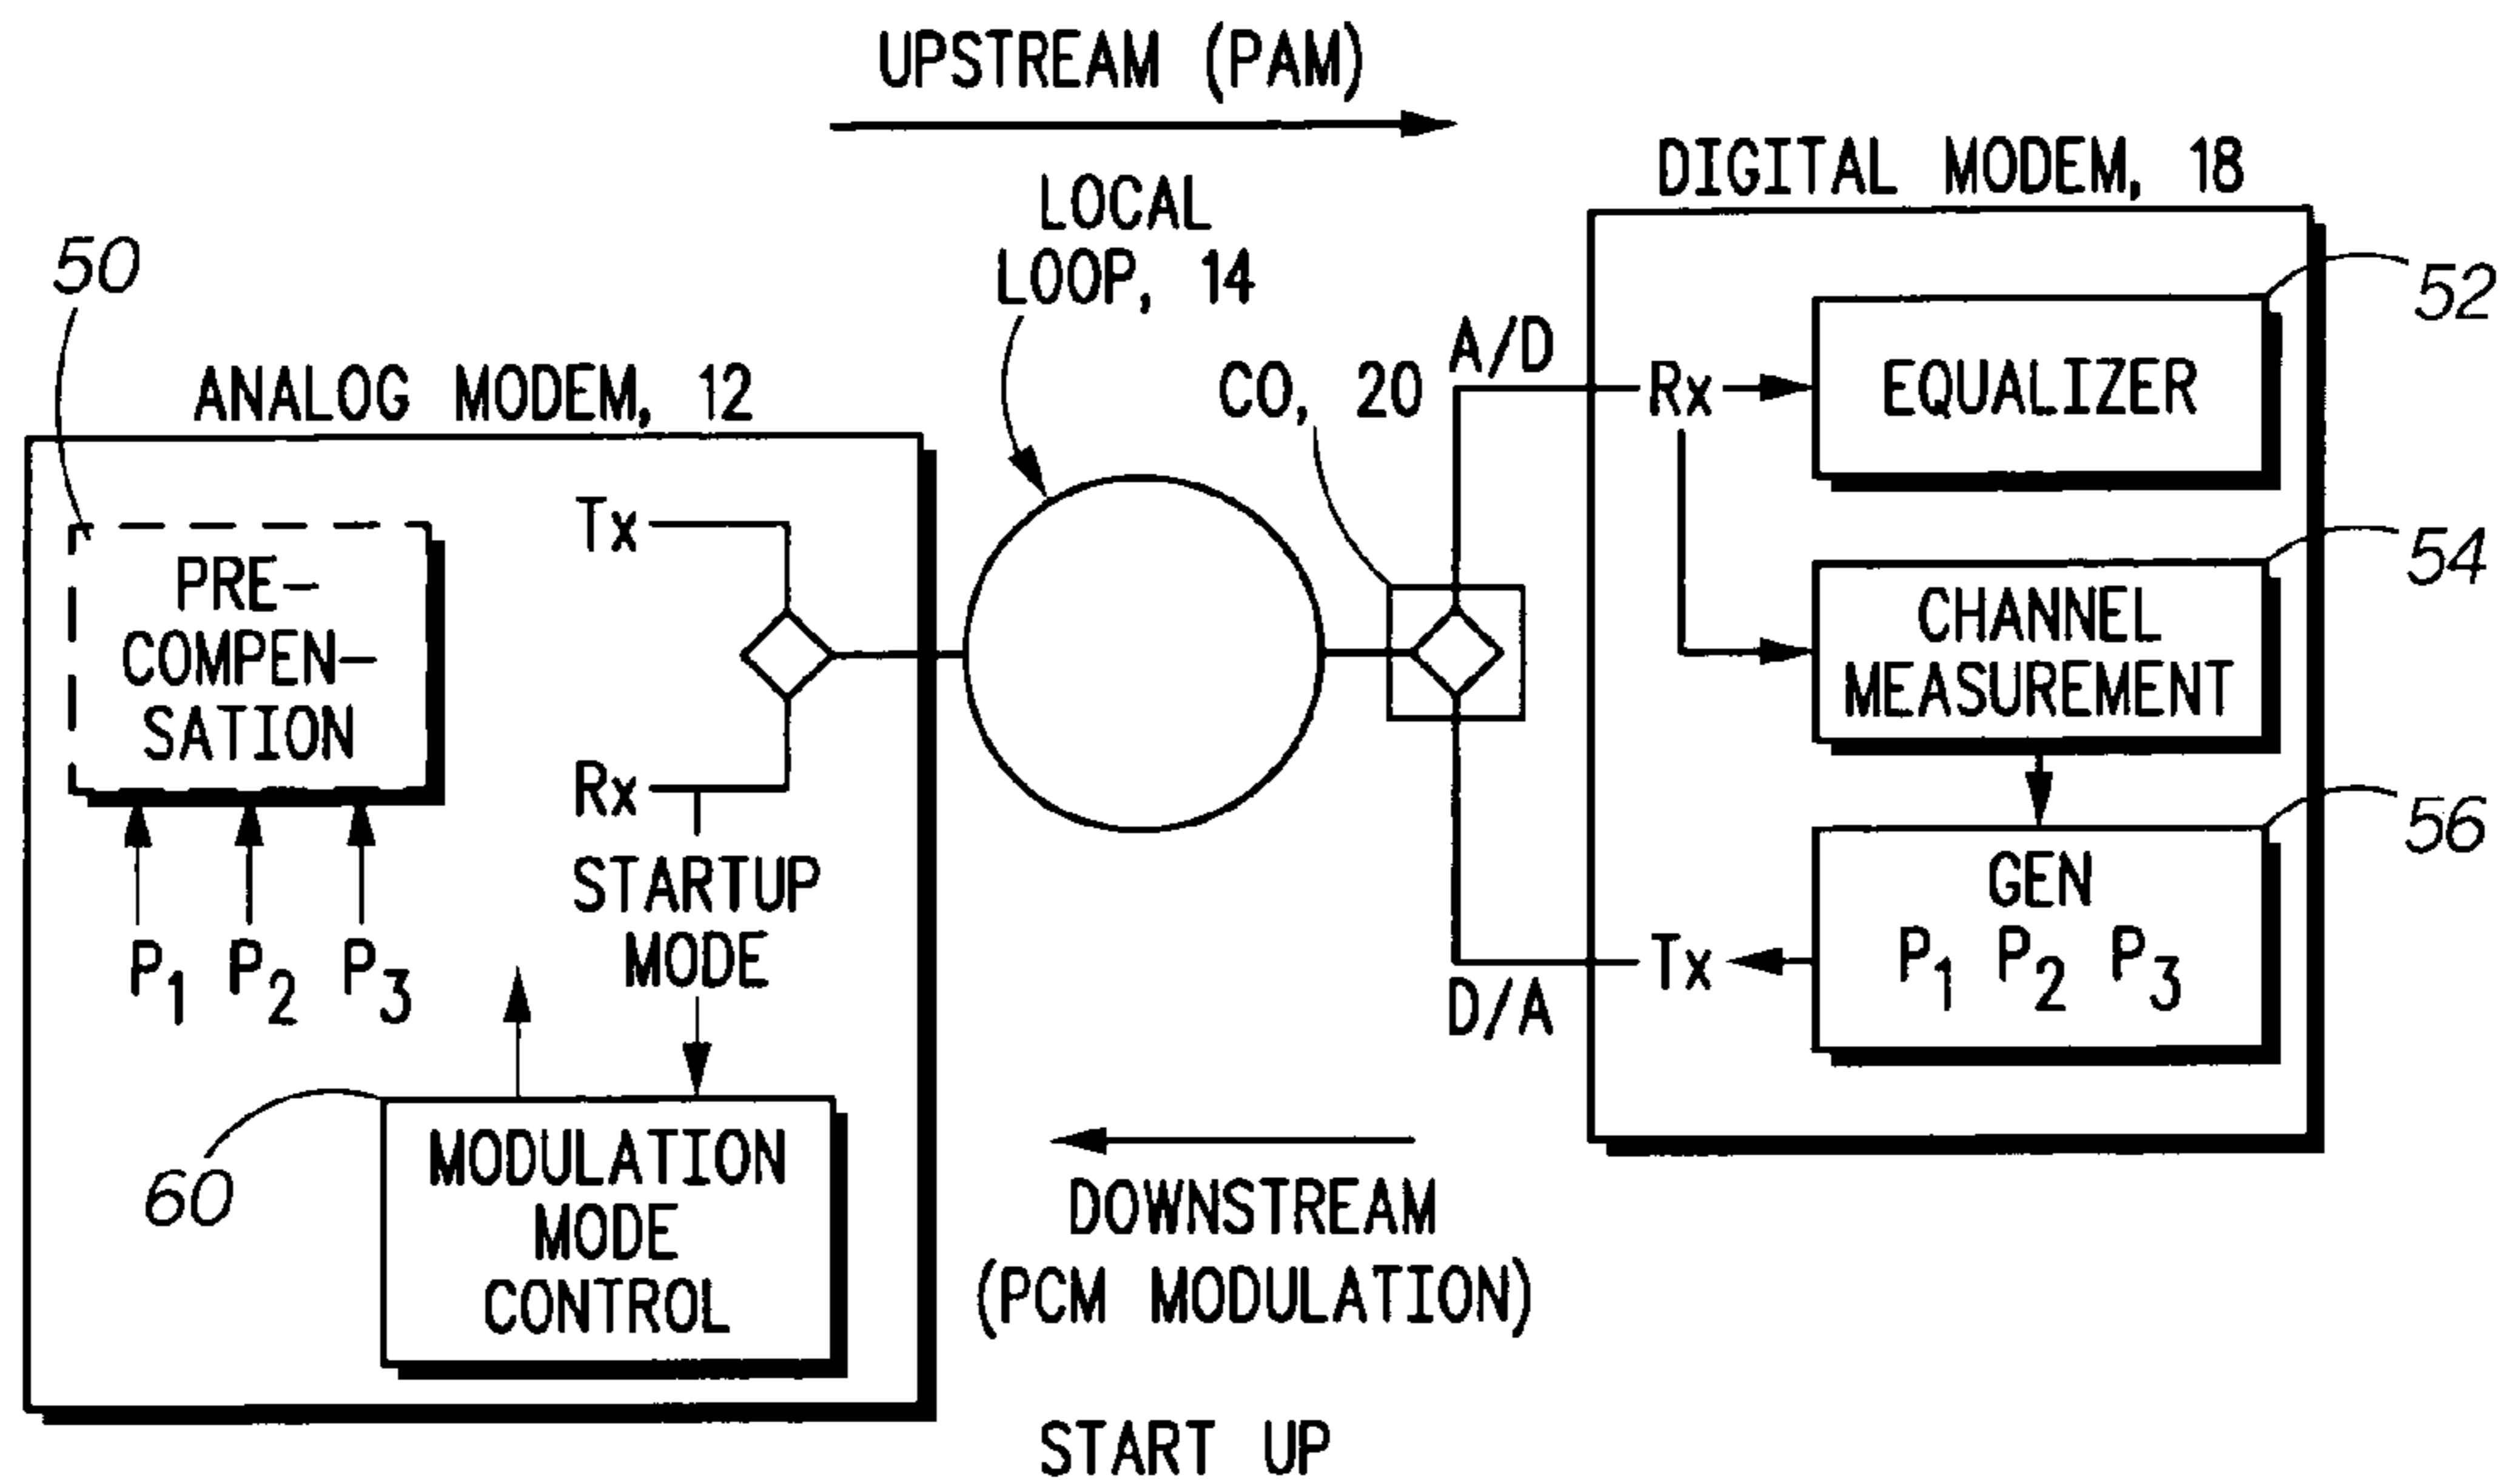 UPSTREAM (PAM)
DIGITAL MODEM, 18
LOCAL
LOOP, 14
50
52
A/D
CO, 20
Rx
EQUALIZER
ANALOG MODEM, 12
Tx
54
PRE-
COMPEN-
SATION
CHANNEL
MEASUREMENT
Rx
56
STARTUP
MODE
GEN
P1 P2 P3
P1 P2 P3
Tx
D/A
60
MODULATION
MODE
CONTROL
DOWNSTREAM
(PCM MODULATION)
START UP